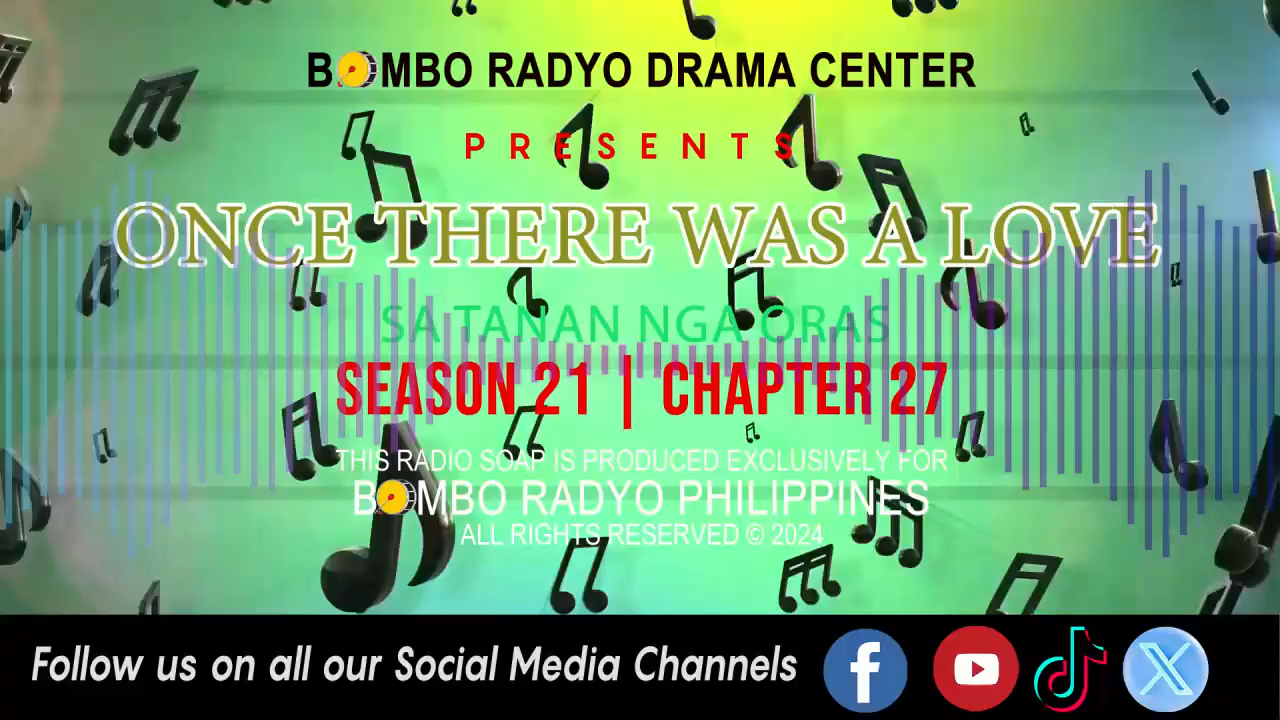 BOMBO RADYO DRAMA CENTER
PRESENTS
ONCE THERE WAS A LOVE
SA TANAN NGA ORAS
SEASON 21 | CHAPTER 27
THIS RADIO SOAP IS PRODUCED EXCLUSIVELY FOR
BOMBO RADYO PHILIPPINES
ALL RIGHTS RESERVED © 2024
Follow us on all our Social Media Channels